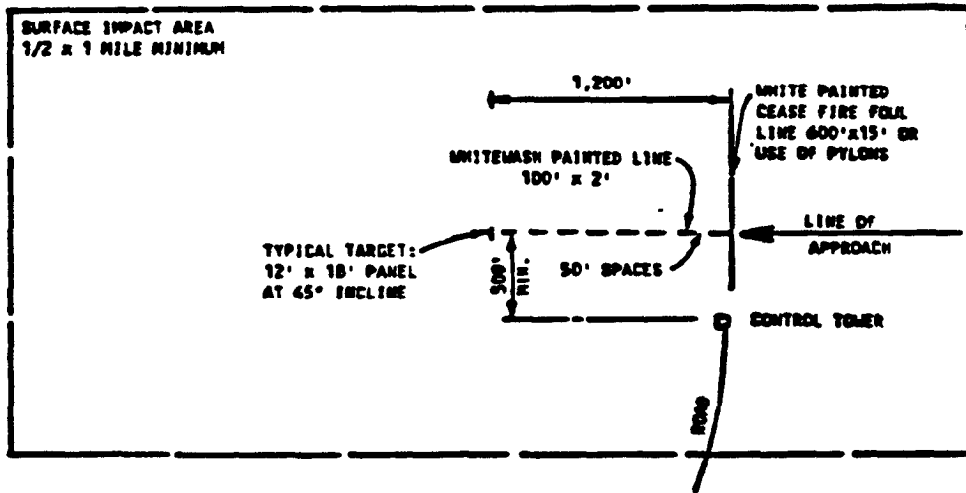 SURFACE IMPACT AREA
1/2 x 1 MILE MINIMUM
1,200'
WHITE PAINTED
CEASE FIRE FOUL
LINE 600'x15' OR
USE OF PYLONS
WHITEWASH PAINTED LINE
100' x 2'
LINE OF
APPROACH
TYPICAL TARGET:
12' x 18' PANEL
AT 45° INCLINE
500'
MIN.
50' SPACES
CONTROL TOWER
ROAD